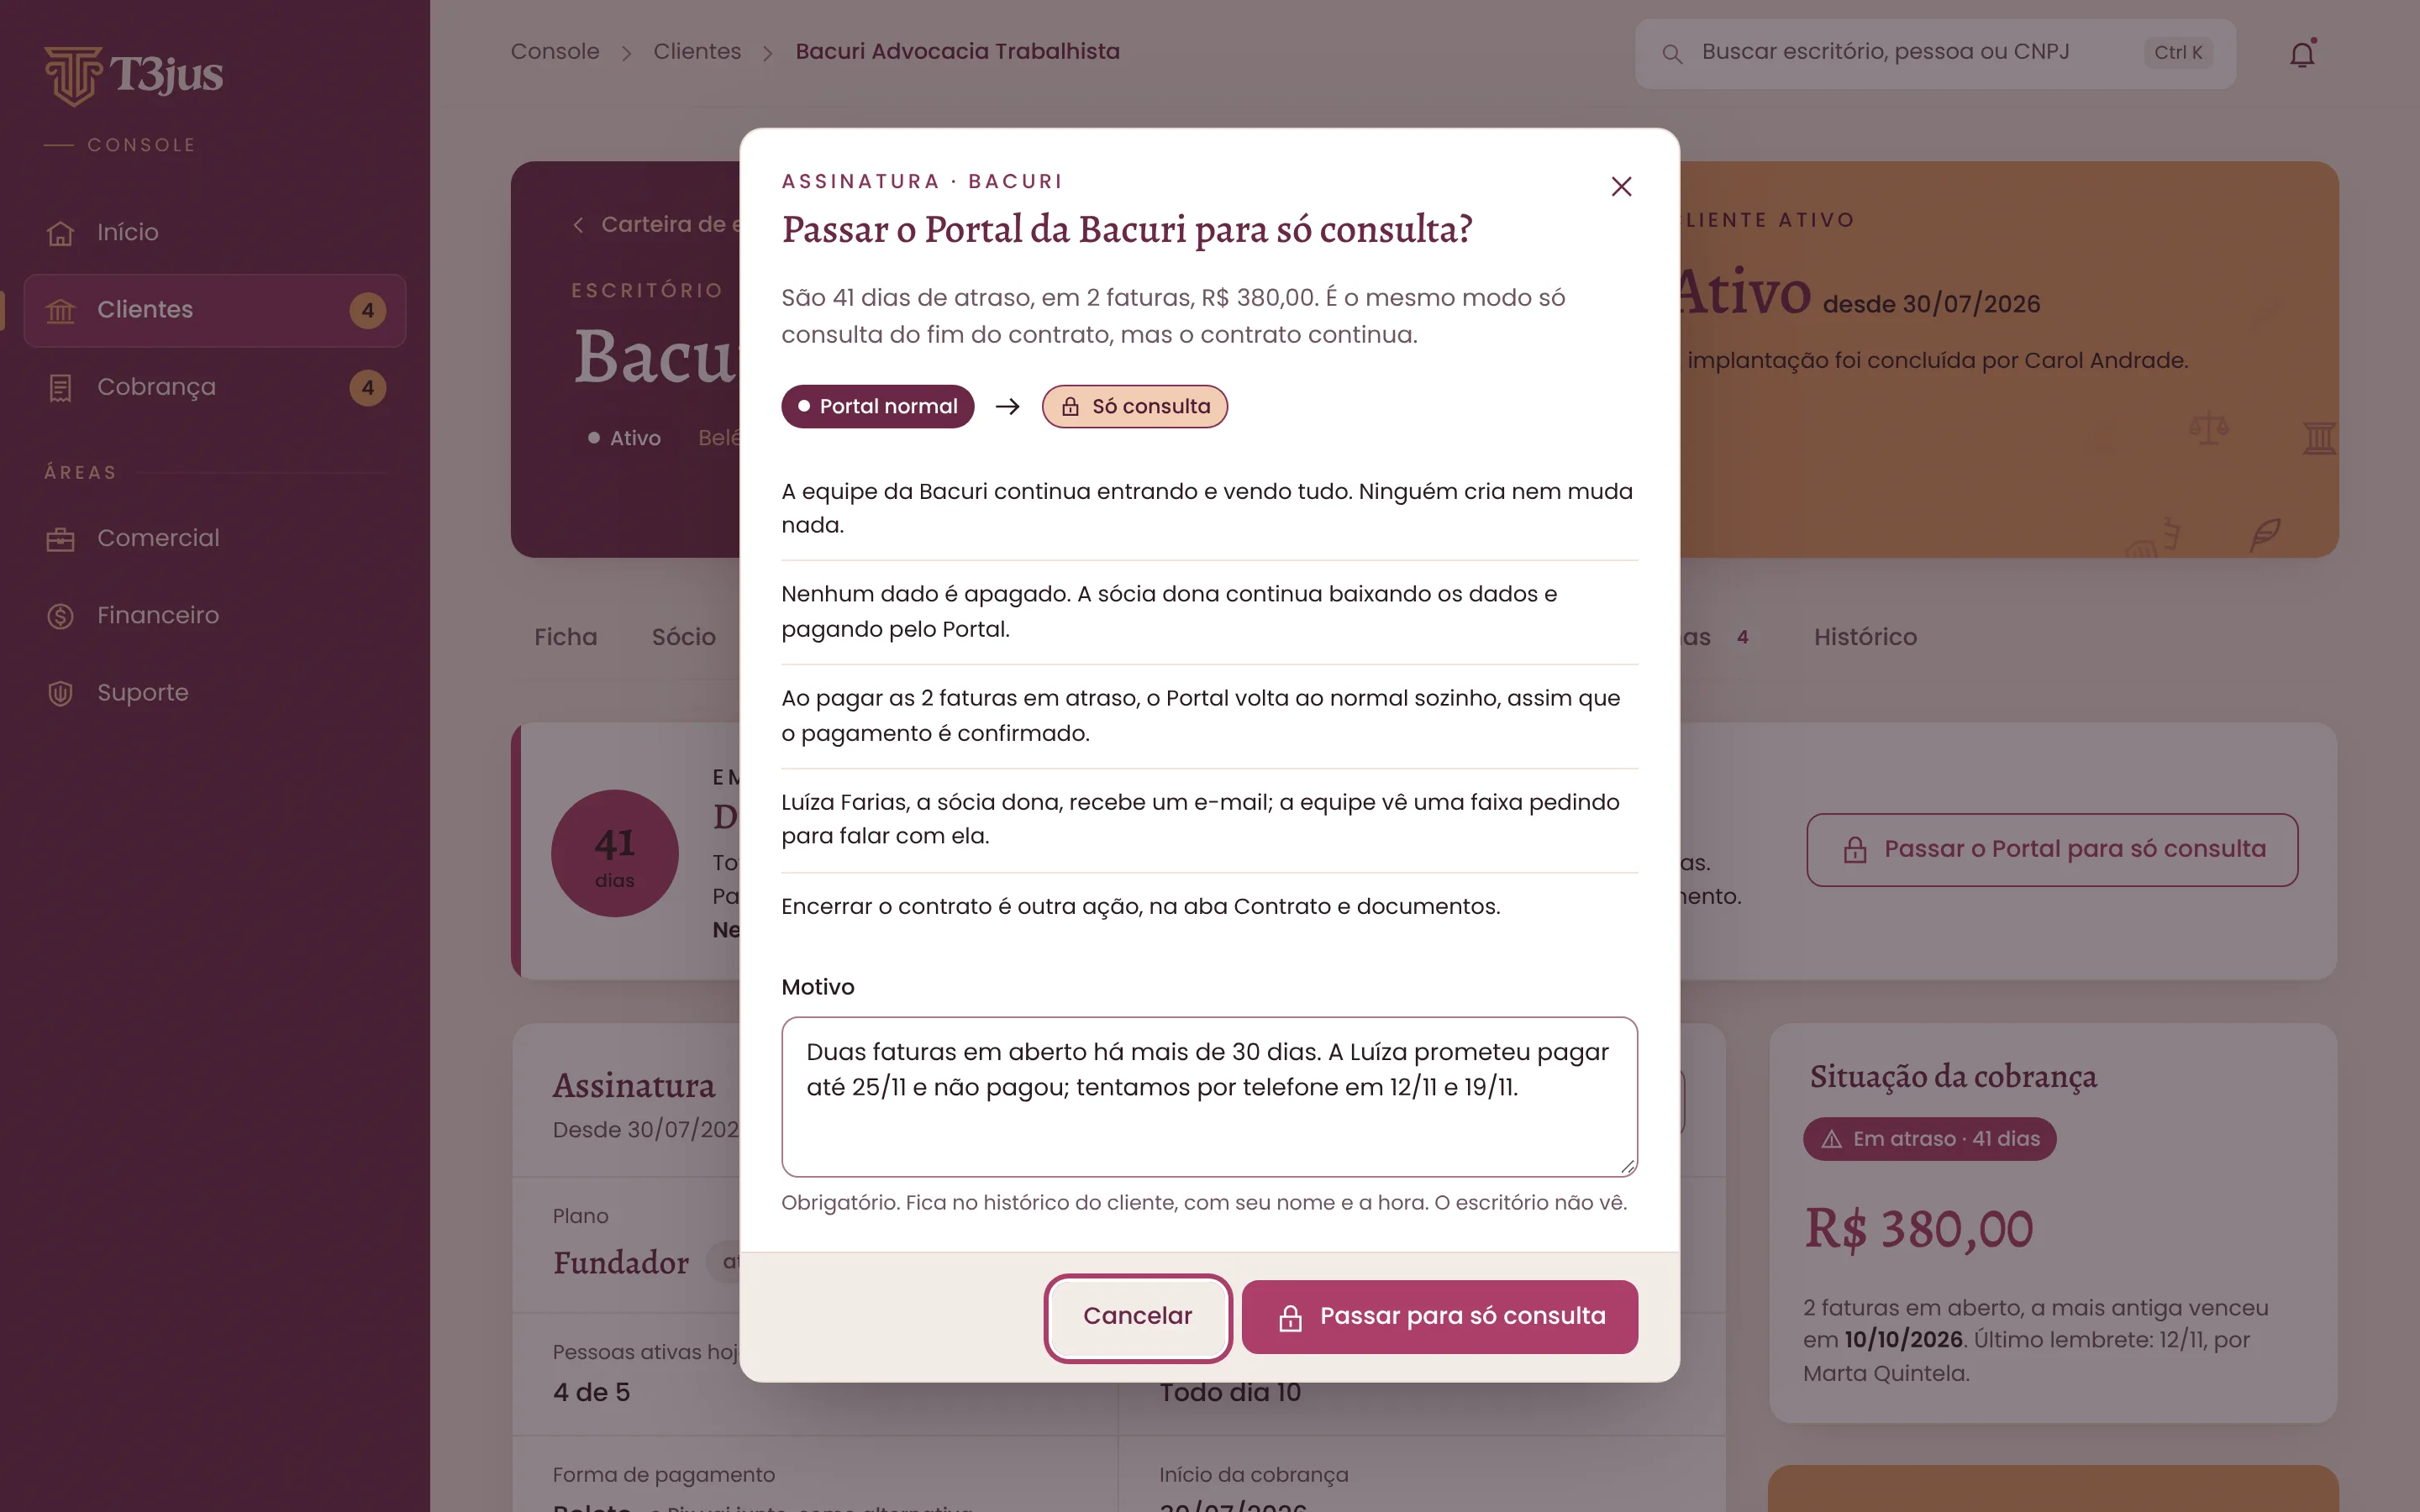 T3jus
CONSOLE
Início
Clientes 4
Cobrança 4
ÁREAS
Comercial
Financeiro
Suporte
Console > Clientes > Bacuri Advocacia Trabalhista
Buscar escritório, pessoa ou CNPJ Ctrl K
Carteira de
ESCRITÓRIO
Ativo
CLIENTE ATIVO
Ativo desde 30/07/2026
implantação foi concluída por Carol Andrade.
Ficha Sócio 4 Histórico
41
dias
Passar o Portal para só consulta
Assinatura
Plano
Fundador
Pessoas ativas
4 de 5
Todo dia 10
Forma de pagamento
Início da cobrança
Situação da cobrança
Em atraso · 41 dias
R$ 380,00
2 faturas em aberto, a mais antiga venceu
em 10/10/2026. Último lembrete: 12/11, por
Marta Quintela.
ASSINATURA · BACURI
Passar o Portal da Bacuri para só consulta?
São 41 dias de atraso, em 2 faturas, R$ 380,00. É o mesmo modo só
consulta do fim do contrato, mas o contrato continua.
Portal normal → Só consulta
A equipe da Bacuri continua entrando e vendo tudo. Ninguém cria nem muda
nada.
Nenhum dado é apagado. A sócia dona continua baixando os dados e
pagando pelo Portal.
Ao pagar as 2 faturas em atraso, o Portal volta ao normal sozinho, assim que
o pagamento é confirmado.
Luíza Farias, a sócia dona, recebe um e-mail; a equipe vê uma faixa pedindo
para falar com ela.
Encerrar o contrato é outra ação, na aba Contrato e documentos.
Motivo
Duas faturas em aberto há mais de 30 dias. A Luíza prometeu pagar
até 25/11 e não pagou; tentamos por telefone em 12/11 e 19/11.
Obrigatório. Fica no histórico do cliente, com seu nome e a hora. O escritório não vê.
Cancelar
Passar para só consulta